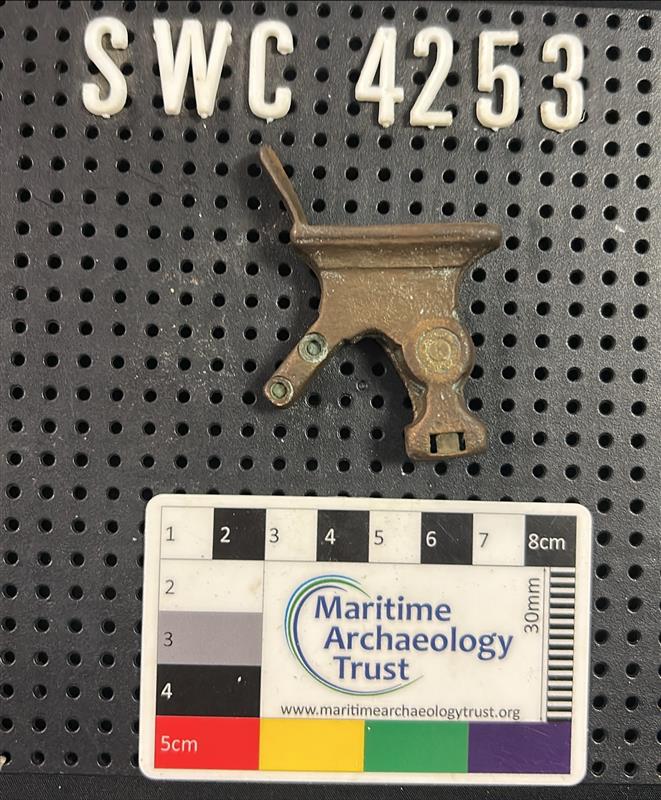 SWC 4253
1 2 3 4 5 6 7 8cm
2
3
4
5cm
Maritime
Archaeology
Trust
30mm
www.maritimearchaeologytrust.org